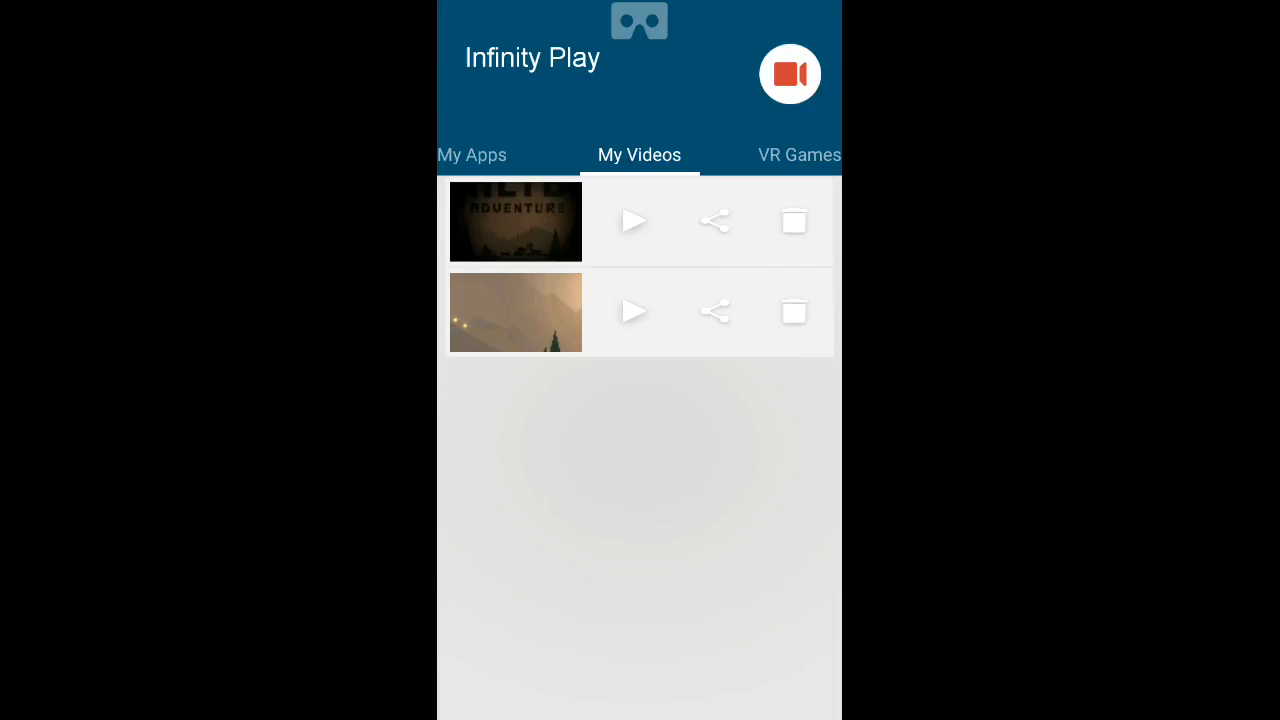 Infinity Play
My Apps
My Videos
VR Games
ADVENTURE